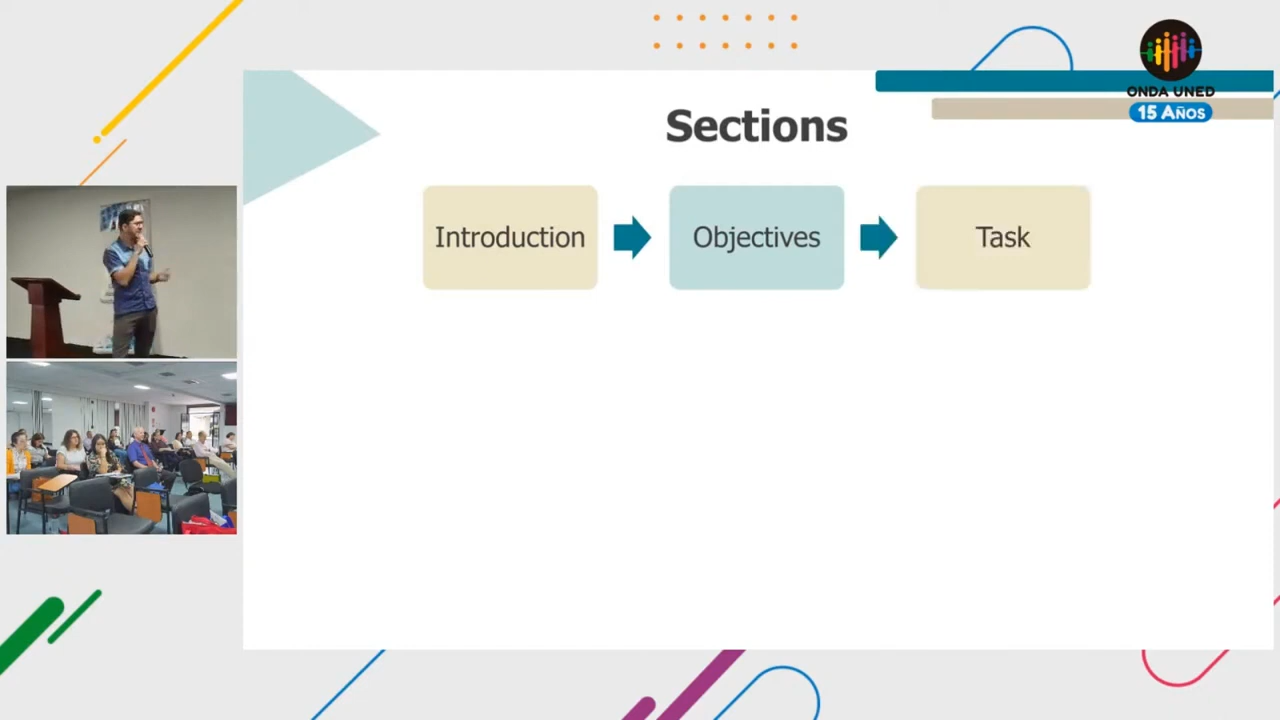 ONDA UNED
15 AÑOS
Sections
Introduction
Objectives
Task